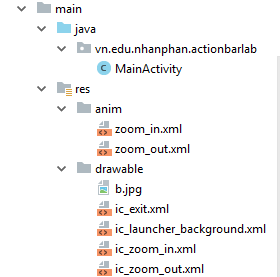 main
java
vn.edu.nhanphan.actionbarlab
MainActivity
res
anim
zoom_in.xml
zoom_out.xml
drawable
b.jpg
ic_exit.xml
ic_launcher_background.xml
ic_zoom_in.xml
ic_zoom_out.xml